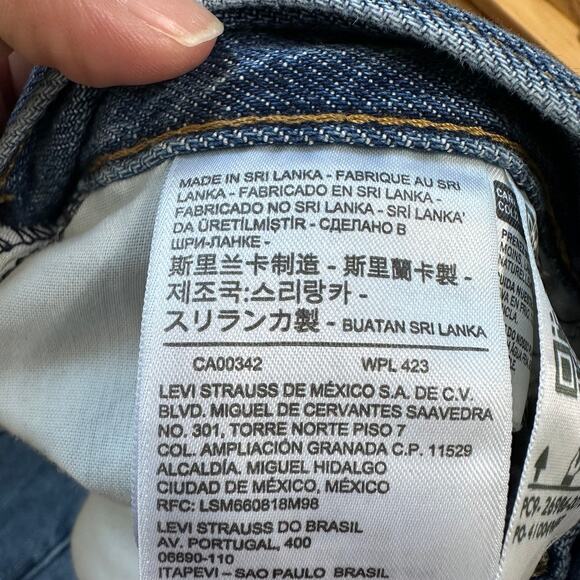 MADE IN SRI LANKA - FABRIQUE AU SRI
LANKA - FABRICADO EN SRI LANKA -
FABRICADO NO SRI LANKA - SRİ LANKA'
DA ÜRETİLMİŞTİR - СДЕЛАНО В
ШРИ-ЛАНКЕ -
斯里兰卡制造 - 斯里蘭卡製 -
제조국:스리랑카 -
スリランカ製 - BUATAN SRI LANKA
CA00342 WPL 423
LEVI STRAUSS DE MÉXICO S.A. DE C.V.
BLVD. MIGUEL DE CERVANTES SAAVEDRA
NO. 301, TORRE NORTE PISO 7
COL. AMPLIACIÓN GRANADA C.P. 11529
ALCALDÍA. MIGUEL HIDALGO
CIUDAD DE MÉXICO, MÉXICO
RFC: LSM660818M98
LEVI STRAUSS DO BRASIL
AV. PORTUGAL, 400
06690-110
ITAPEVI – SAO PAULO BRASIL